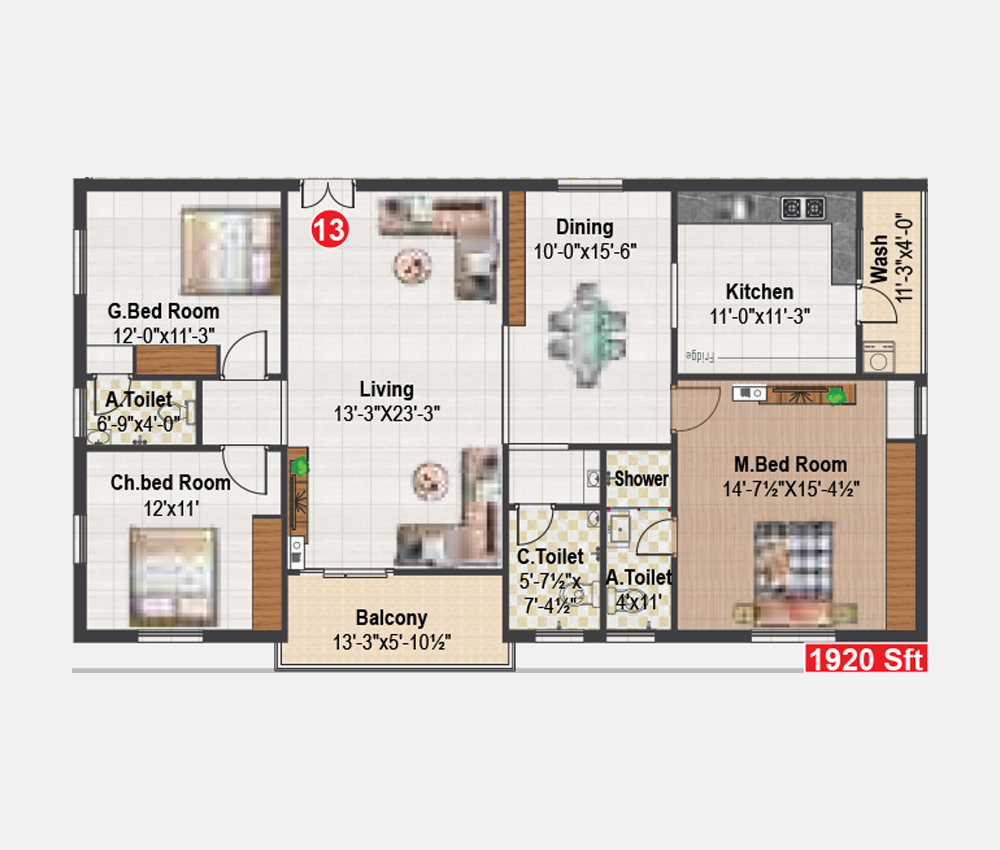 13
G.Bed Room
12'-0"x11'-3"
A.Toilet
6'-9"x4'-0"
Ch.bed Room
12'x11'
Living
13'-3"X23'-3"
Balcony
13'-3"x5'-10½"
Dining
10'-0"x15'-6"
Kitchen
11'-0"x11'-3"
Fridge
Wash
11'-3"x4'-0"
M.Bed Room
14'-7½"X15'-4½"
Shower
C.Toilet
5'-7½"x
7'-4½"
A.Toilet
4'x11'
1920 Sft